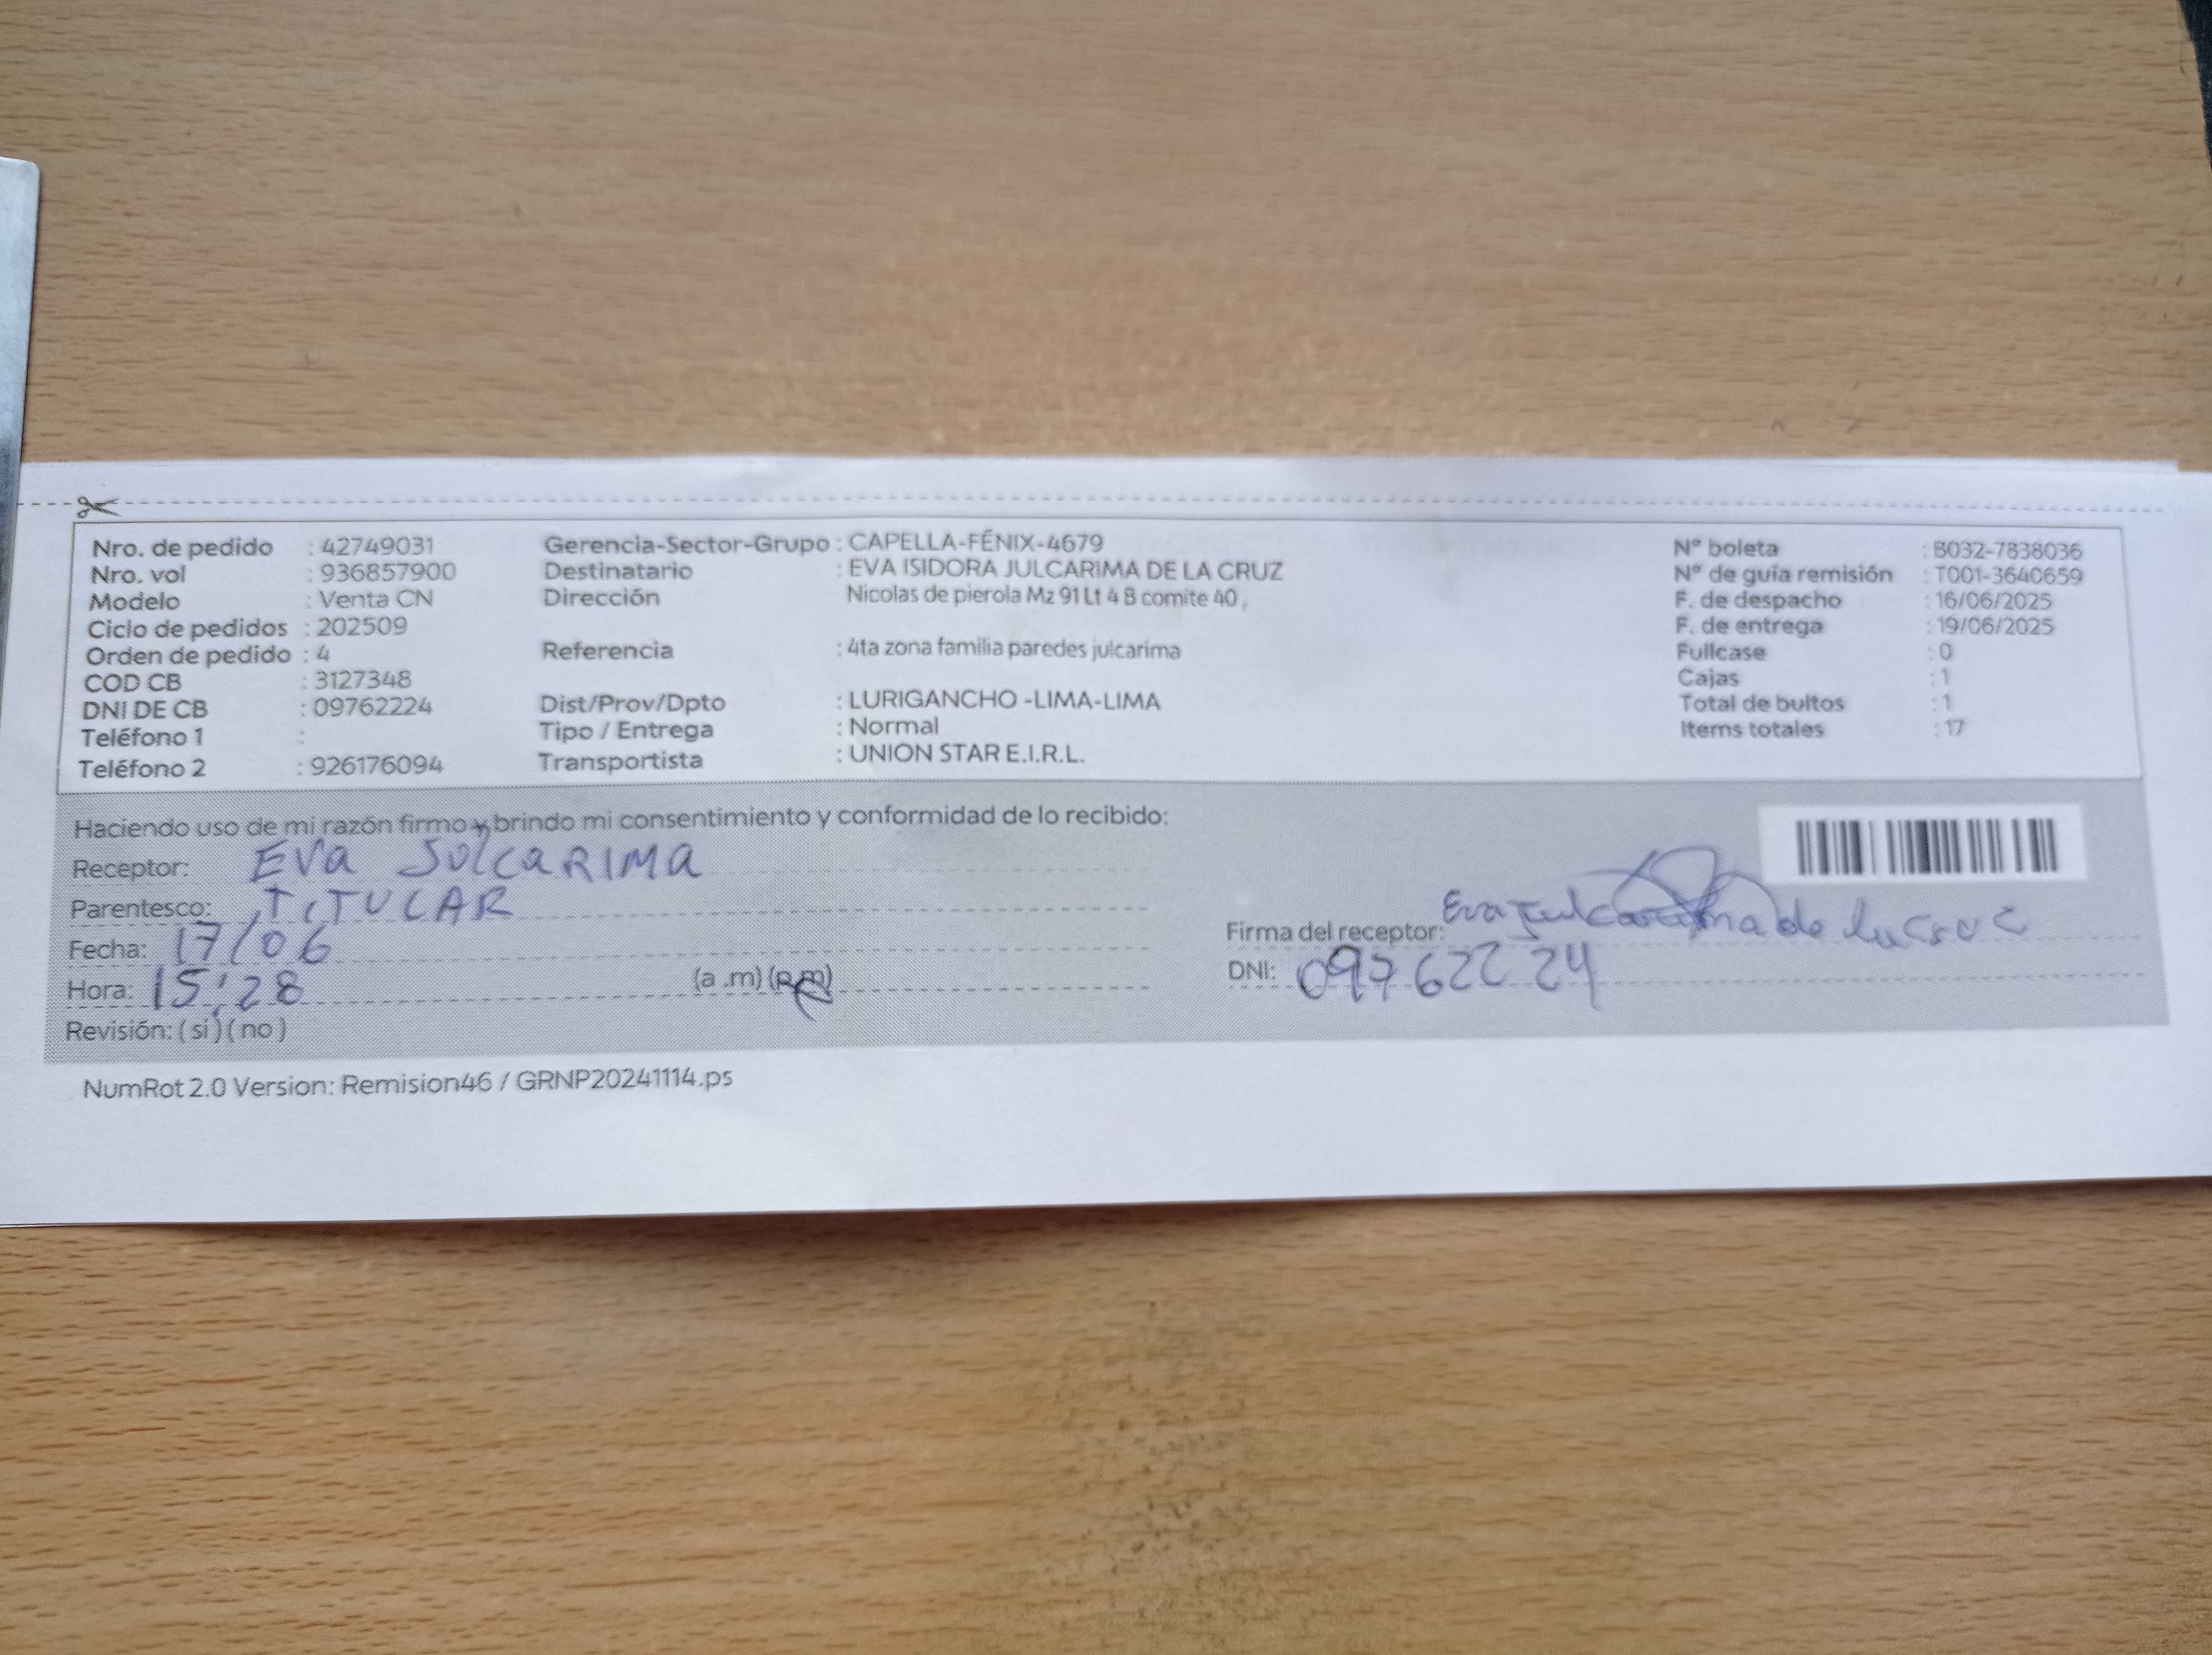 Nro. de pedido : 42749031 Gerencia-Sector-Grupo : CAPELLA-FÉNIX-4679 N° boleta : B032-7838036
Nro. vol : 936857900 Destinatario : EVA ISIDORA JULCARIMA DE LA CRUZ N° de guía remisión : T001-3640659
Modelo : Venta CN Dirección Nicolas de pierola Mz 91 Lt 4 B comite 40 , F. de despacho : 16/06/2025
Ciclo de pedidos : 202509 F. de entrega : 19/06/2025
Orden de pedido : 4 Referencia : 4ta zona familia paredes julcarima Fullcase : 0
COD CB : 3127348 Cajas : 1
DNI DE CB : 09762224 Dist/Prov/Dpto : LURIGANCHO -LIMA-LIMA Total de bultos : 1
Teléfono 1 : Tipo / Entrega : Normal Items totales : 17
Teléfono 2 : 926176094 Transportista : UNION STAR E.I.R.L.
Haciendo uso de mi razón firmo y brindo mi consentimiento y conformidad de lo recibido:
Receptor: EVa JULCaRIMa
Parentesco: TITULAR
Firma del receptor: Eva Julcarima de la Cruz
Fecha: 17/06
DNI: 09762224
Hora: 15:28 (a .m) (p.m)
Revisión: ( si ) ( no )
NumRot 2.0 Version: Remision46 / GRNP20241114.ps